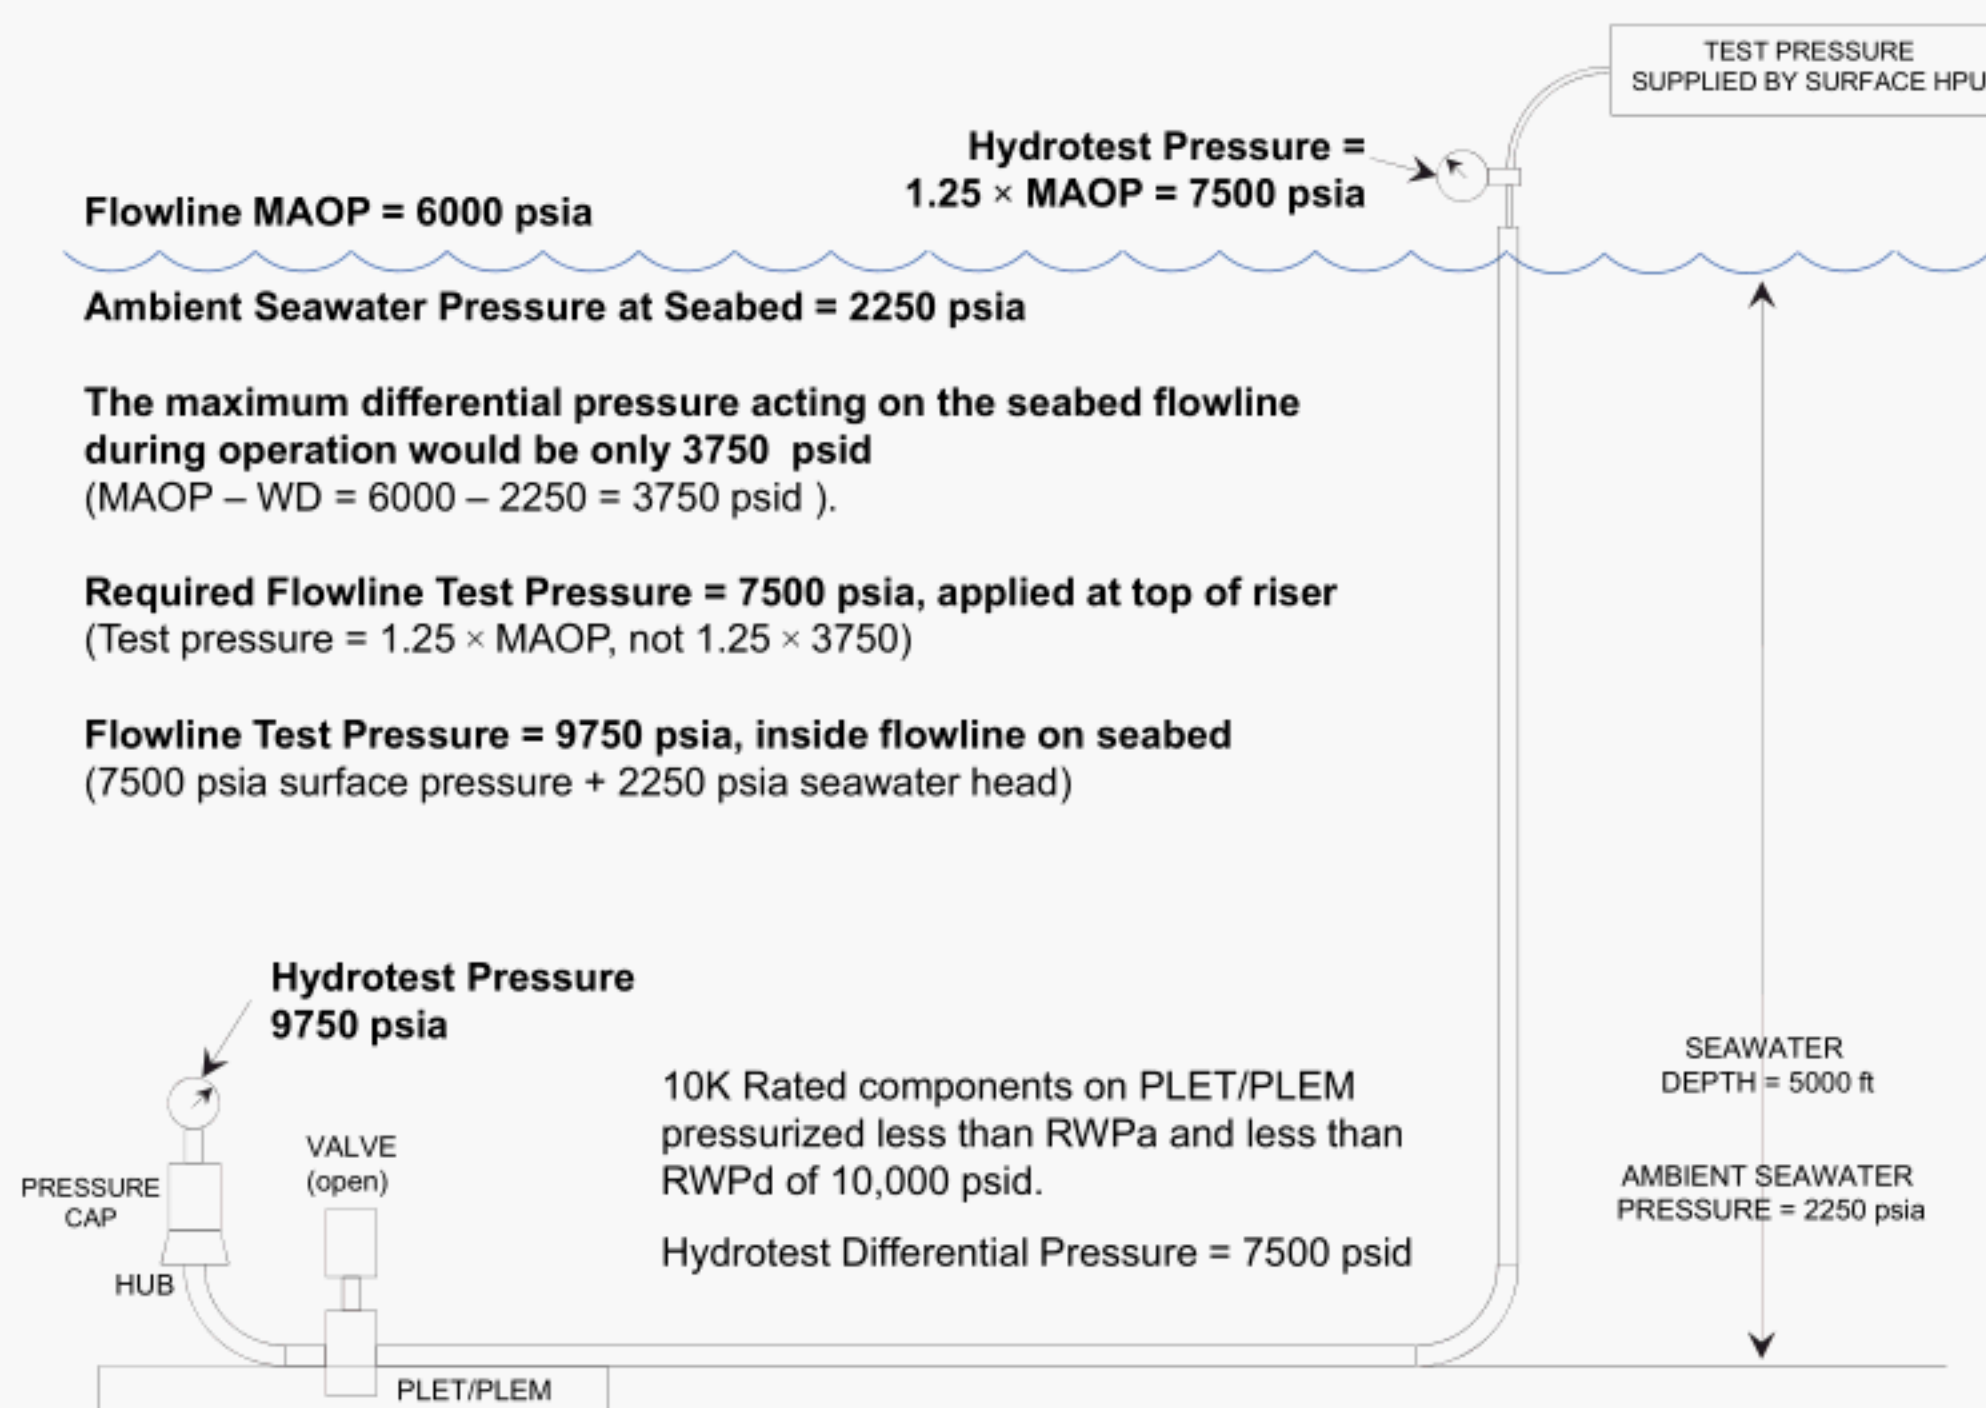 TEST PRESSURE
SUPPLIED BY SURFACE HPU
Hydrotest Pressure =
1.25 × MAOP = 7500 psia
Flowline MAOP = 6000 psia
Ambient Seawater Pressure at Seabed = 2250 psia
The maximum differential pressure acting on the seabed flowline
during operation would be only 3750 psid
(MAOP – WD = 6000 – 2250 = 3750 psid ).
Required Flowline Test Pressure = 7500 psia, applied at top of riser
(Test pressure = 1.25 × MAOP, not 1.25 × 3750)
Flowline Test Pressure = 9750 psia, inside flowline on seabed
(7500 psia surface pressure + 2250 psia seawater head)
Hydrotest Pressure
9750 psia
10K Rated components on PLET/PLEM
pressurized less than RWPa and less than
RWPd of 10,000 psid.
Hydrotest Differential Pressure = 7500 psid
SEAWATER
DEPTH = 5000 ft
AMBIENT SEAWATER
PRESSURE = 2250 psia
VALVE
(open)
PRESSURE
CAP
HUB
PLET/PLEM